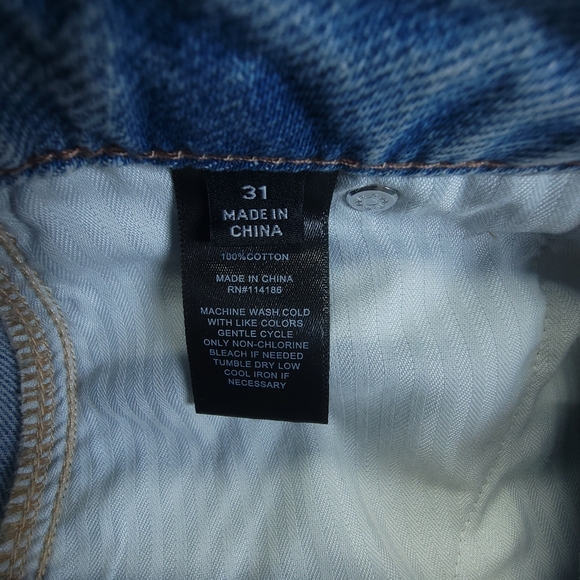 31
MADE IN
CHINA
100%COTTON
MADE IN CHINA
RN#114186
MACHINE WASH COLD
WITH LIKE COLORS
GENTLE CYCLE
ONLY NON-CHLORINE
BLEACH IF NEEDED
TUMBLE DRY LOW
COOL IRON IF
NECESSARY